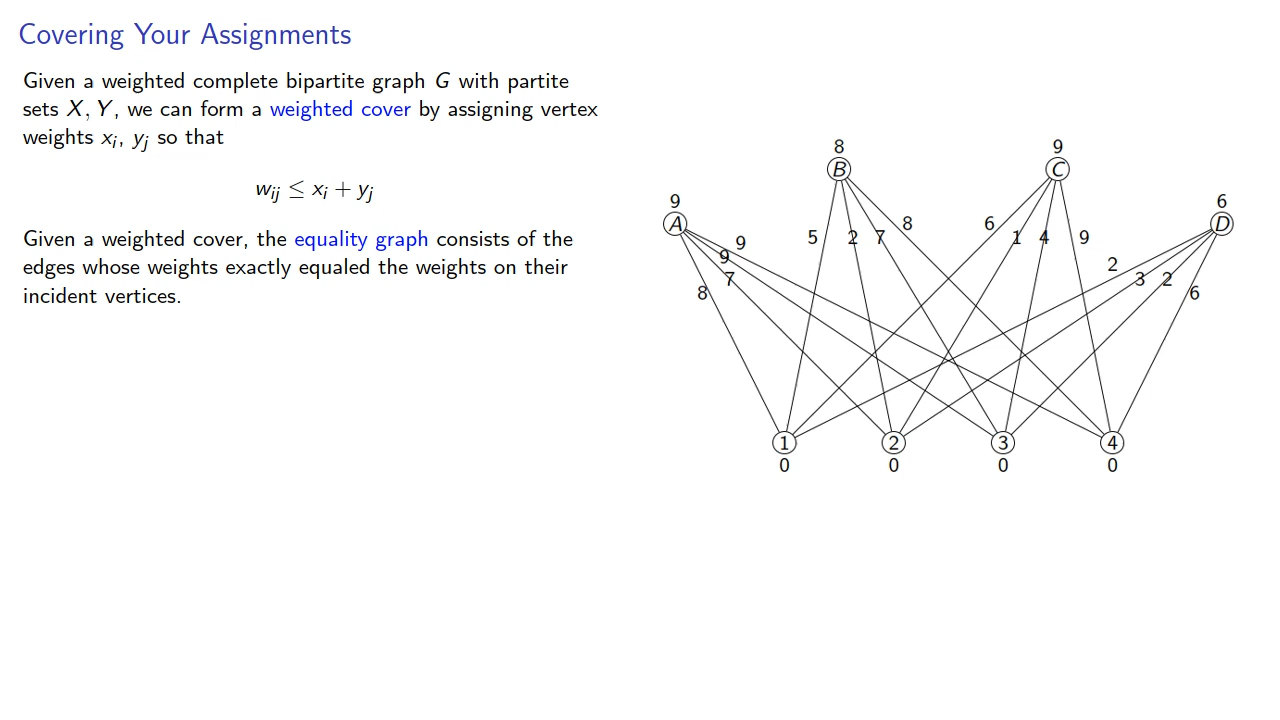 Covering Your Assignments
Given a weighted complete bipartite graph G with partite
sets X, Y, we can form a weighted cover by assigning vertex
weights xᵢ, yⱼ so that
wᵢⱼ ≤ xᵢ + yⱼ
Given a weighted cover, the equality graph consists of the
edges whose weights exactly equaled the weights on their
incident vertices.
8 9
B C
9 6
A D
8 6
9 5 2 7 1 4 9
9 2
7 3 2
8 6
1 2 3 4
0 0 0 0